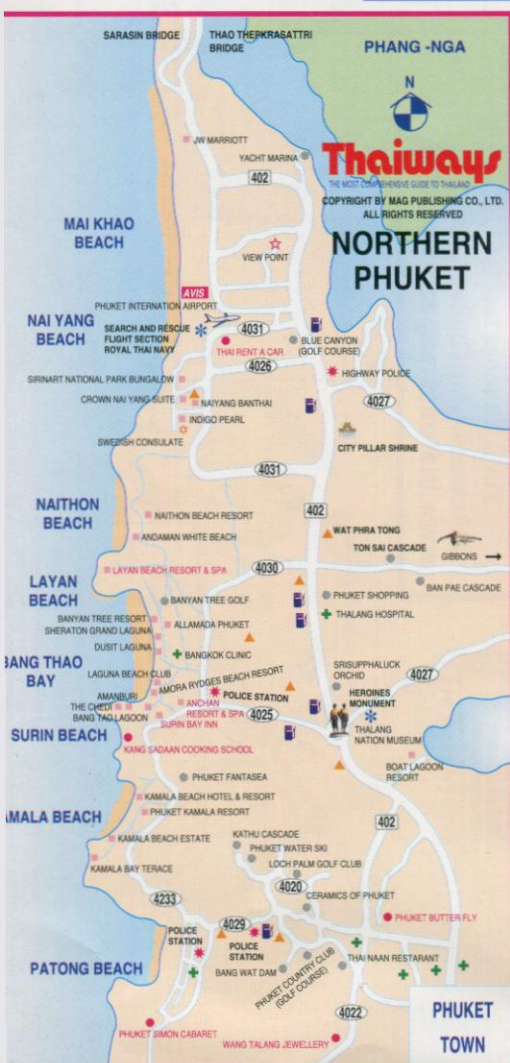 SARASIN BRIDGE
THAO THEPKRASATTRI
BRIDGE
PHANG -NGA
N
Thaiways
THE MOST COMPREHENSIVE GUIDE TO THAILAND
COPYRIGHT BY MAG PUBLISHING CO., LTD.
ALL RIGHTS RESERVED
NORTHERN
PHUKET
JW MARRIOTT
YACHT MARINA
402
MAI KHAO
BEACH
VIEW POINT
AVIS
PHUKET INTERNATION AIRPORT
NAI YANG
BEACH
SEARCH AND RESCUE
FLIGHT SECTION
ROYAL THAI NAVY
4031
THAI RENT A CAR
BLUE CANYON
(GOLF COURSE)
4026
HIGHWAY POLICE
SIRINART NATIONAL PARK BUNGALOW
CROWN NAI YANG SUITE
NAIYANG BANTHAI
4027
INDIGO PEARL
SWEDISH CONSULATE
CITY PILLAR SHRINE
4031
NAITHON
BEACH
402
NAITHON BEACH RESORT
ANDAMAN WHITE BEACH
WAT PHRA TONG
TON SAI CASCADE
GIBBONS
LAYAN BEACH RESORT & SPA
4030
LAYAN
BEACH
BAN PAE CASCADE
BANYAN TREE GOLF
PHUKET SHOPPING
BANYAN TREE RESORT
ALLAMADA PHUKET
THALANG HOSPITAL
SHERATON GRAND LAGUNA
DUSIT LAGUNA
BANGKOK CLINIC
BANG THAO
BAY
LAGUNA BEACH CLUB
AMORA RYDGES BEACH RESORT
SRISUPPHALUCK
ORCHID
4027
AMANBURI
POLICE STATION
HEROINES
MONUMENT
THE CHEDI
ANCHAN
RESORT & SPA
BANG TAO LAGOON
4025
SURIN BAY INN
THALANG
NATION MUSEUM
SURIN BEACH
KANG SADAAN COOKING SCHOOL
BOAT LAGOON
RESORT
PHUKET FANTASEA
KAMALA BEACH HOTEL & RESORT
PHUKET KAMALA RESORT
AMALA BEACH
402
KAMALA BEACH ESTATE
KATHU CASCADE
PHUKET WATER SKI
KAMALA BAY TERACE
LOCH PALM GOLF CLUB
4020
4233
CERAMICS OF PHUKET
4029
PHUKET BUTTER FLY
POLICE
STATION
POLICE
STATION
THAI NAAN RESTARANT
PATONG BEACH
BANG WAT DAM
PHUKET COUNTRY CLUB
(GOLF COURSE)
4022
PHUKET
TOWN
PHUKET SIMON CABARET
WANG TALANG JEWELLERY